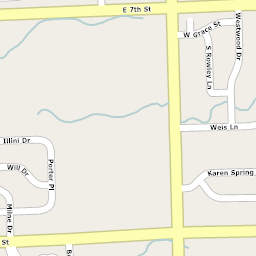 E 7th St
W Grace St
Westwood Dr
S Rowley Ln
Weis Ln
Illini Dr
Will Dr
Porter Pl
Karen Spring
Milne Dr
St